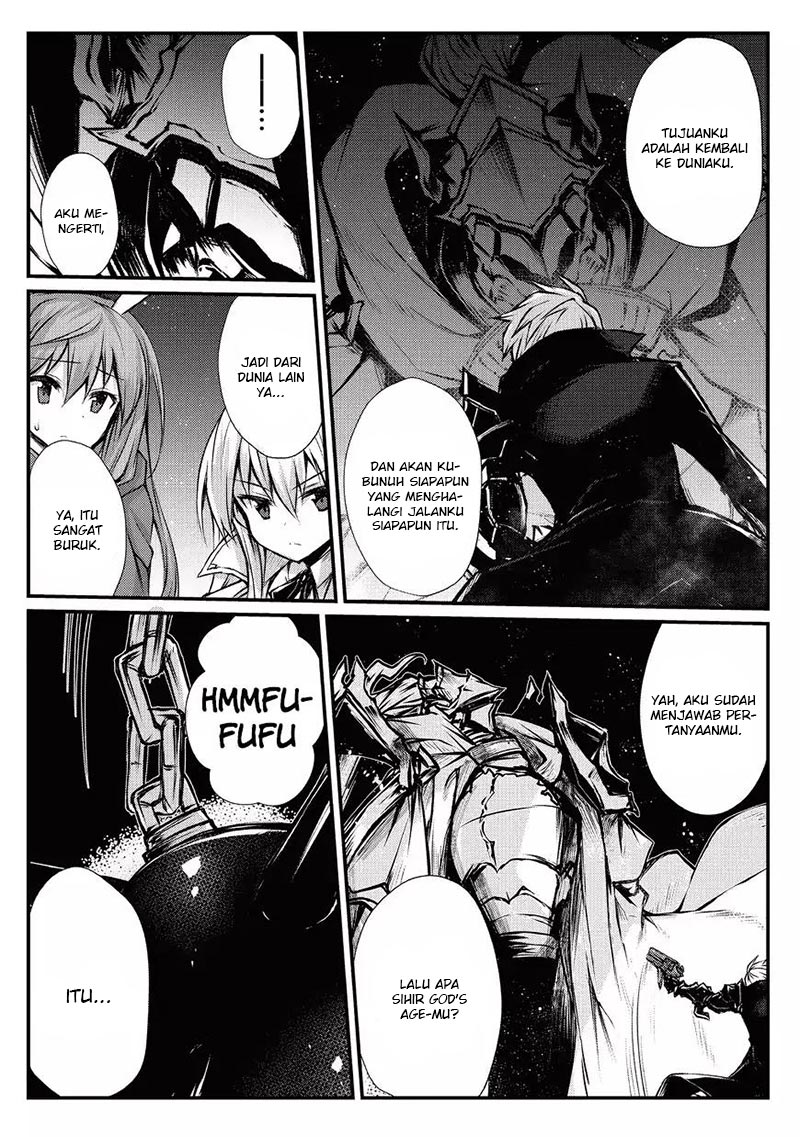 TUJUANKU
ADALAH KEMBALI
KE DUNIAKU.
DAN AKAN KU-
BUNUH SIAPAPUN
YANG MENGHA-
LANGI JALANKU
SIAPAPUN ITU.
—...
AKU ME-
NGERTI,
JADI DARI
DUNIA LAIN
YA...
YA, ITU
SANGAT
BURUK.
YAH, AKU SUDAH
MENJAWAB PER-
TANYAANMU.
LALU APA
SIHIR GOD'S
AGE-MU?
HMMFU-
FUFU
ITU...